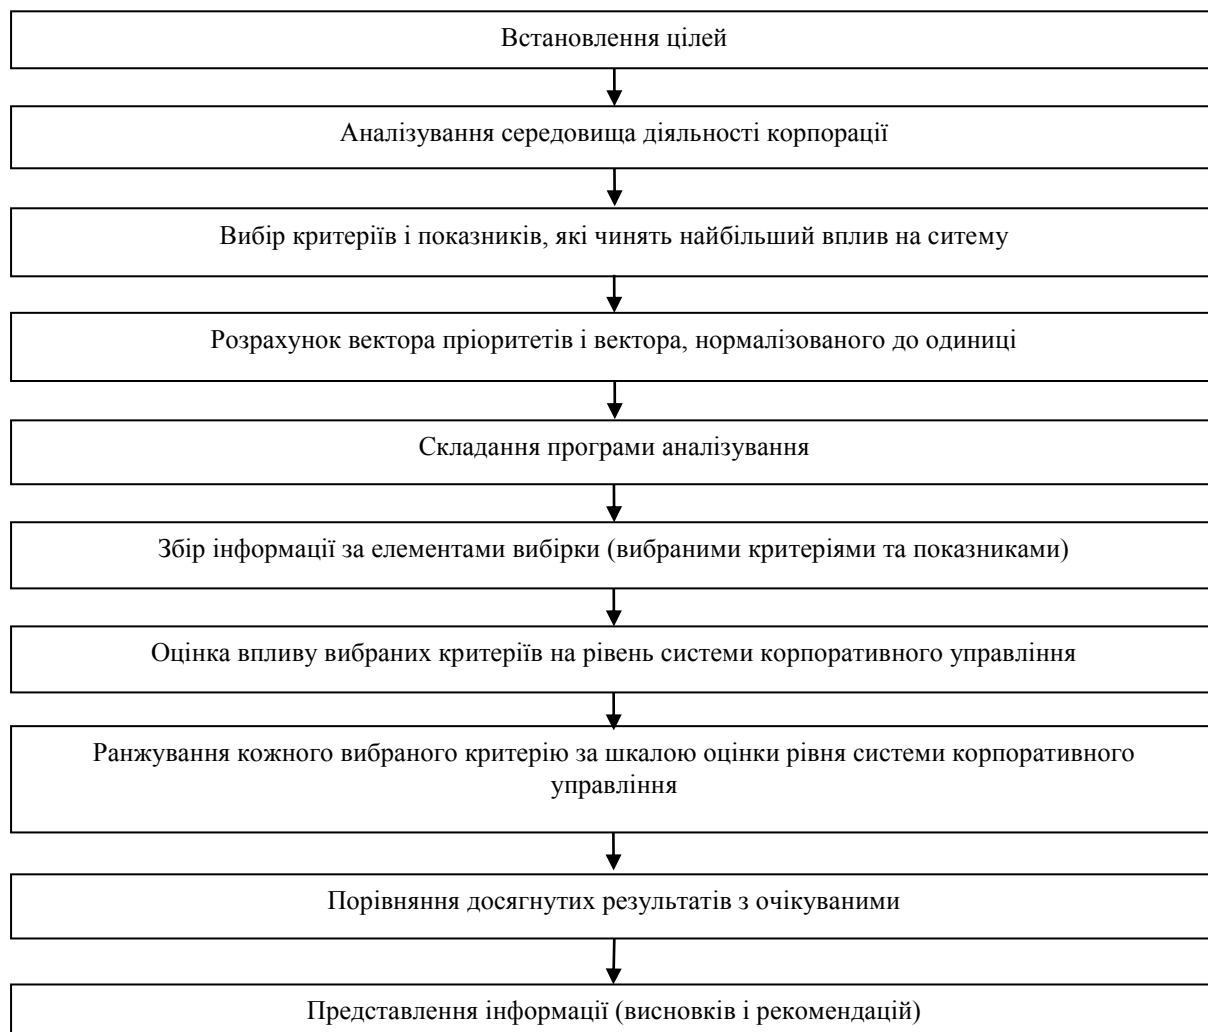 Встановлення цілей
Аналізування середовища діяльності корпорації
Вибір критеріїв і показників, які чинять найбільший вплив на ситему
Розрахунок вектора пріоритетів і вектора, нормалізованого до одиниці
Складання програми аналізування
Збір інформації за елементами вибірки (вибраними критеріями та показниками)
Оцінка впливу вибраних критеріїв на рівень системи корпоративного управління
Ранжування кожного вибраного критерію за шкалою оцінки рівня системи корпоративного
управління
Порівняння досягнутих результатів з очікуваними
Представлення інформації (висновків і рекомендацій)